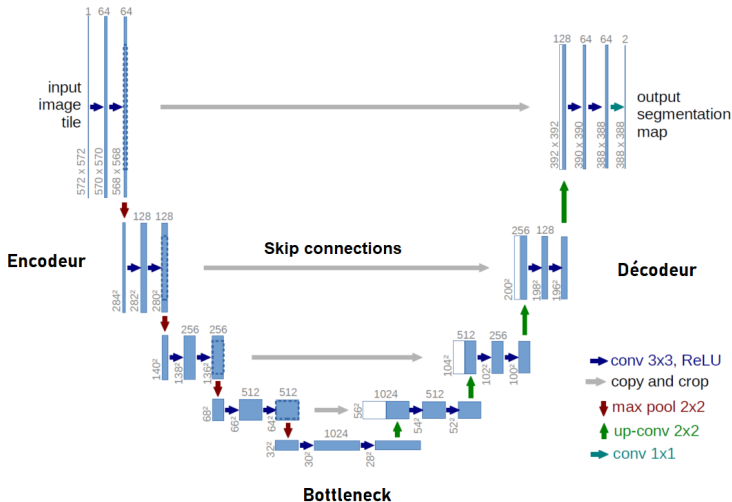 1 64 64
128 64 64 2
input
image
tile
output
segmentation
map
572 x 572
570 x 570
568 x 568
392 x 392
390 x 390
388 x 388
388 x 388
128 128
256 128
Encodeur
Skip connections
Décodeur
284²
282²
280²
200²
198²
196²
256 256
512 256
140²
138²
136²
104²
102²
100²
512 512
1024 512
68²
66²
64²
56²
54²
52²
1024
32²
30²
28²
conv 3x3, ReLU
copy and crop
max pool 2x2
up-conv 2x2
conv 1x1
Bottleneck